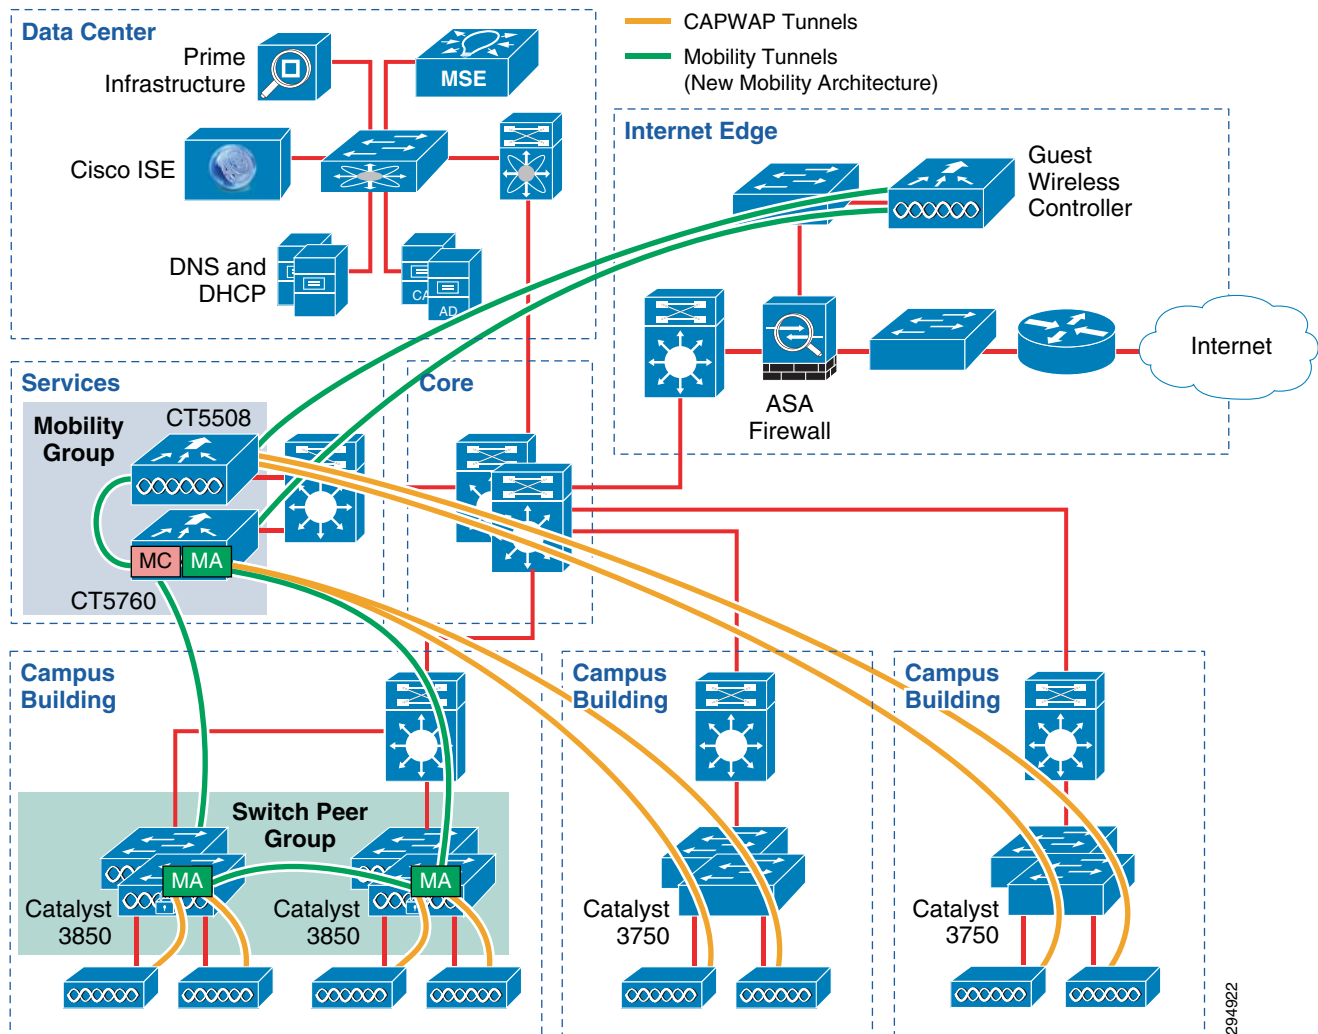 CAPWAP Tunnels
Mobility Tunnels
(New Mobility Architecture)
Data Center
Prime
Infrastructure
MSE
Cisco ISE
DNS and
DHCP
CA
AD
Internet Edge
Guest
Wireless
Controller
ASA
Firewall
Internet
Services
Mobility
Group
CT5508
MC
MA
CT5760
Core
Campus
Building
Switch Peer
Group
MA
MA
Catalyst
3850
Catalyst
3850
Campus
Building
Catalyst
3750
Campus
Building
Catalyst
3750
294922